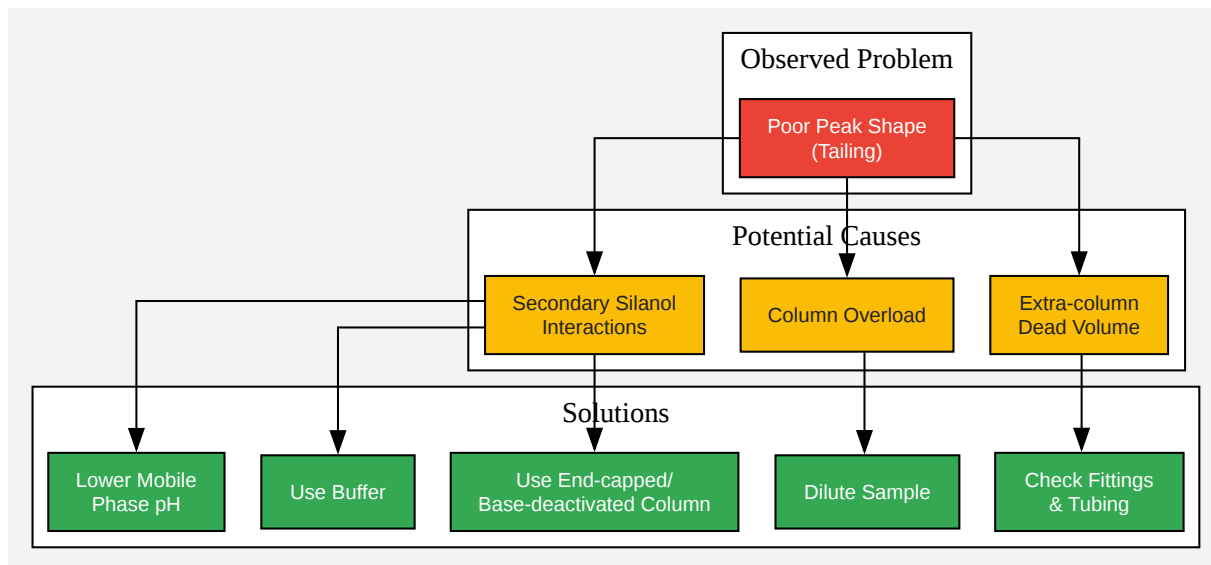 Observed Problem
Poor Peak Shape
(Tailing)
Potential Causes
Secondary Silanol
Interactions
Column Overload
Extra-column
Dead Volume
Solutions
Lower Mobile
Phase pH
Use Buffer
Use End-capped/
Base-deactivated Column
Dilute Sample
Check Fittings
& Tubing